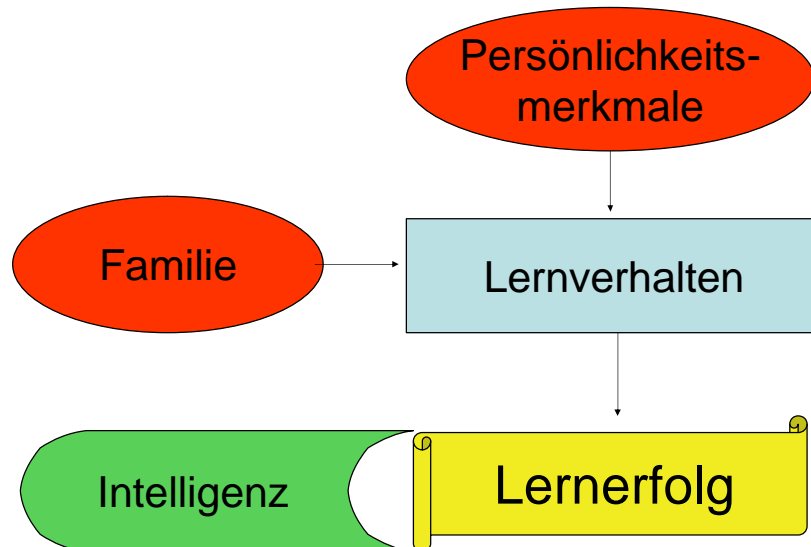 Persönlichkeits-
merkmale
Familie
Lernverhalten
Intelligenz
Lernerfolg